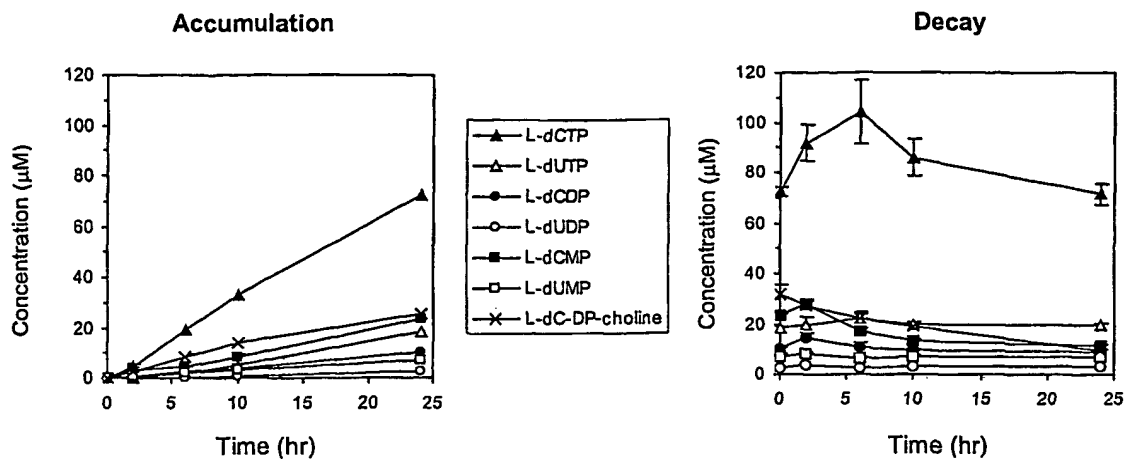 Accumulation
Concentration (µM)
120
100
80
60
40
20
0
0 5 10 15 20 25
Time (hr)
L-dCTP
L-dUTP
L-dCDP
L-dUDP
L-dCMP
L-dUMP
L-dC-DP-choline
Decay
Concentration (µM)
120
100
80
60
40
20
0
0 5 10 15 20 25
Time (hr)